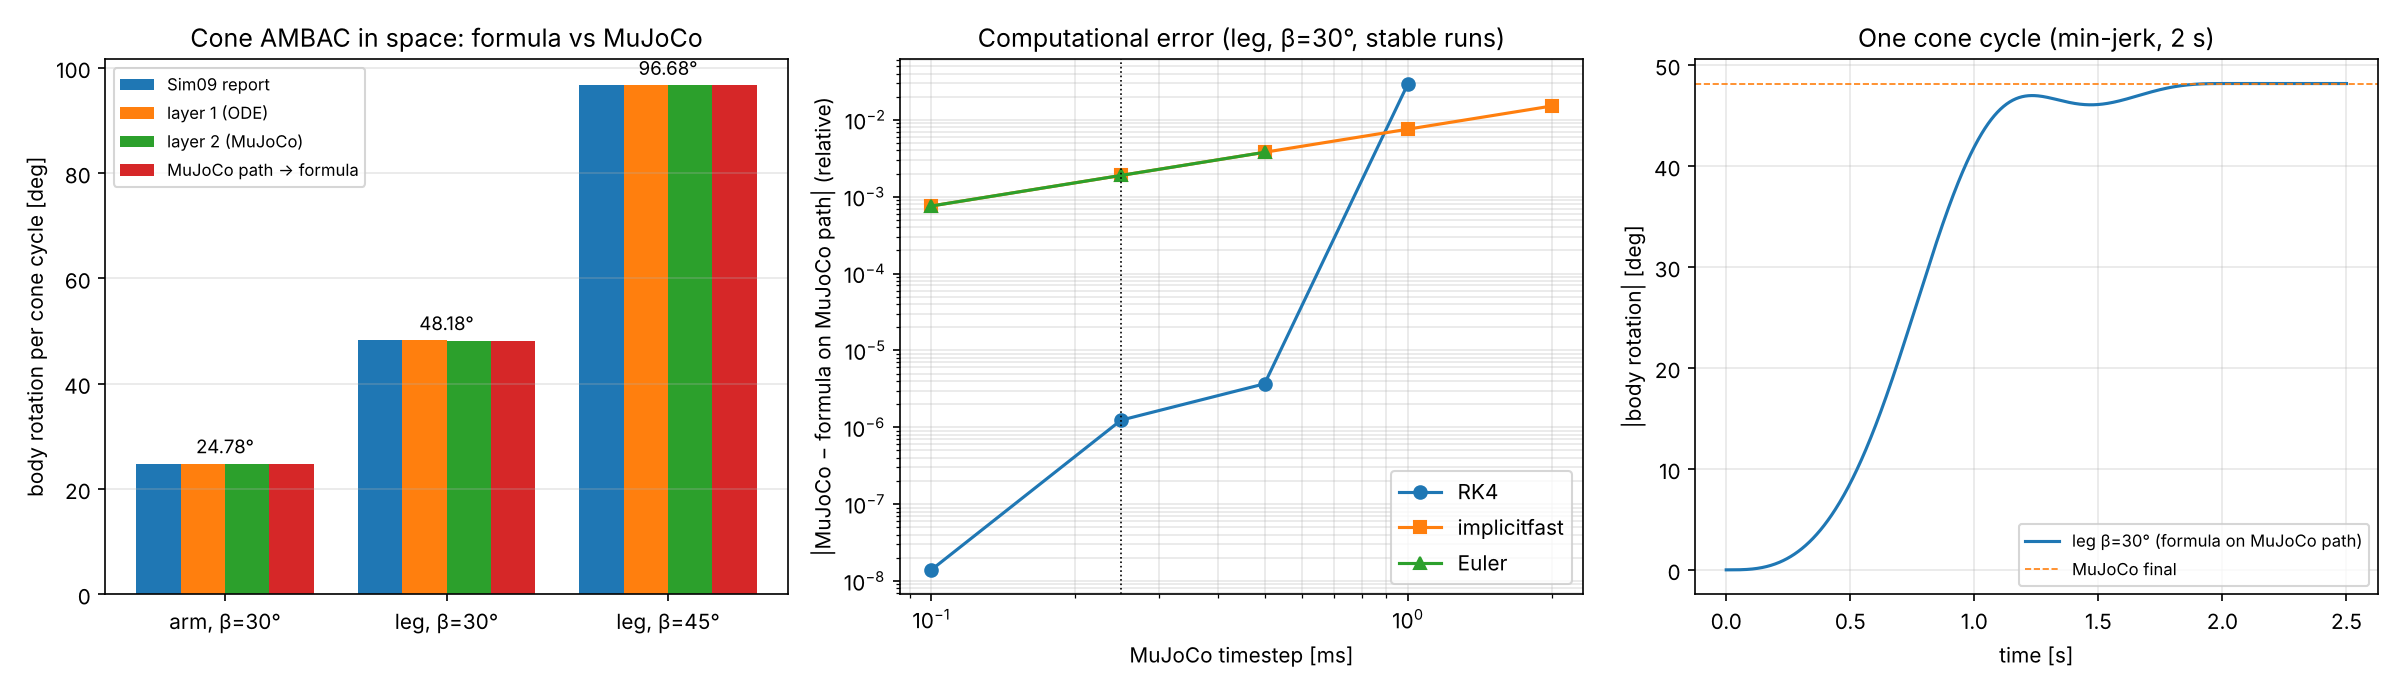 Cone AMBAC in space: formula vs MuJoCo
body rotation per cone cycle [deg]
100
80
60
40
20
0
Sim09 report
layer 1 (ODE)
layer 2 (MuJoCo)
MuJoCo path → formula
24.78°
48.18°
96.68°
arm, β=30°
leg, β=30°
leg, β=45°
Computational error (leg, β=30°, stable runs)
|MuJoCo − formula on MuJoCo path| (relative)
10⁻²
10⁻³
10⁻⁴
10⁻⁵
10⁻⁶
10⁻⁷
10⁻⁸
RK4
implicitfast
Euler
10⁻¹
10⁰
MuJoCo timestep [ms]
One cone cycle (min-jerk, 2 s)
|body rotation| [deg]
50
40
30
20
10
0
leg β=30° (formula on MuJoCo path)
MuJoCo final
0.0
0.5
1.0
1.5
2.0
2.5
time [s]